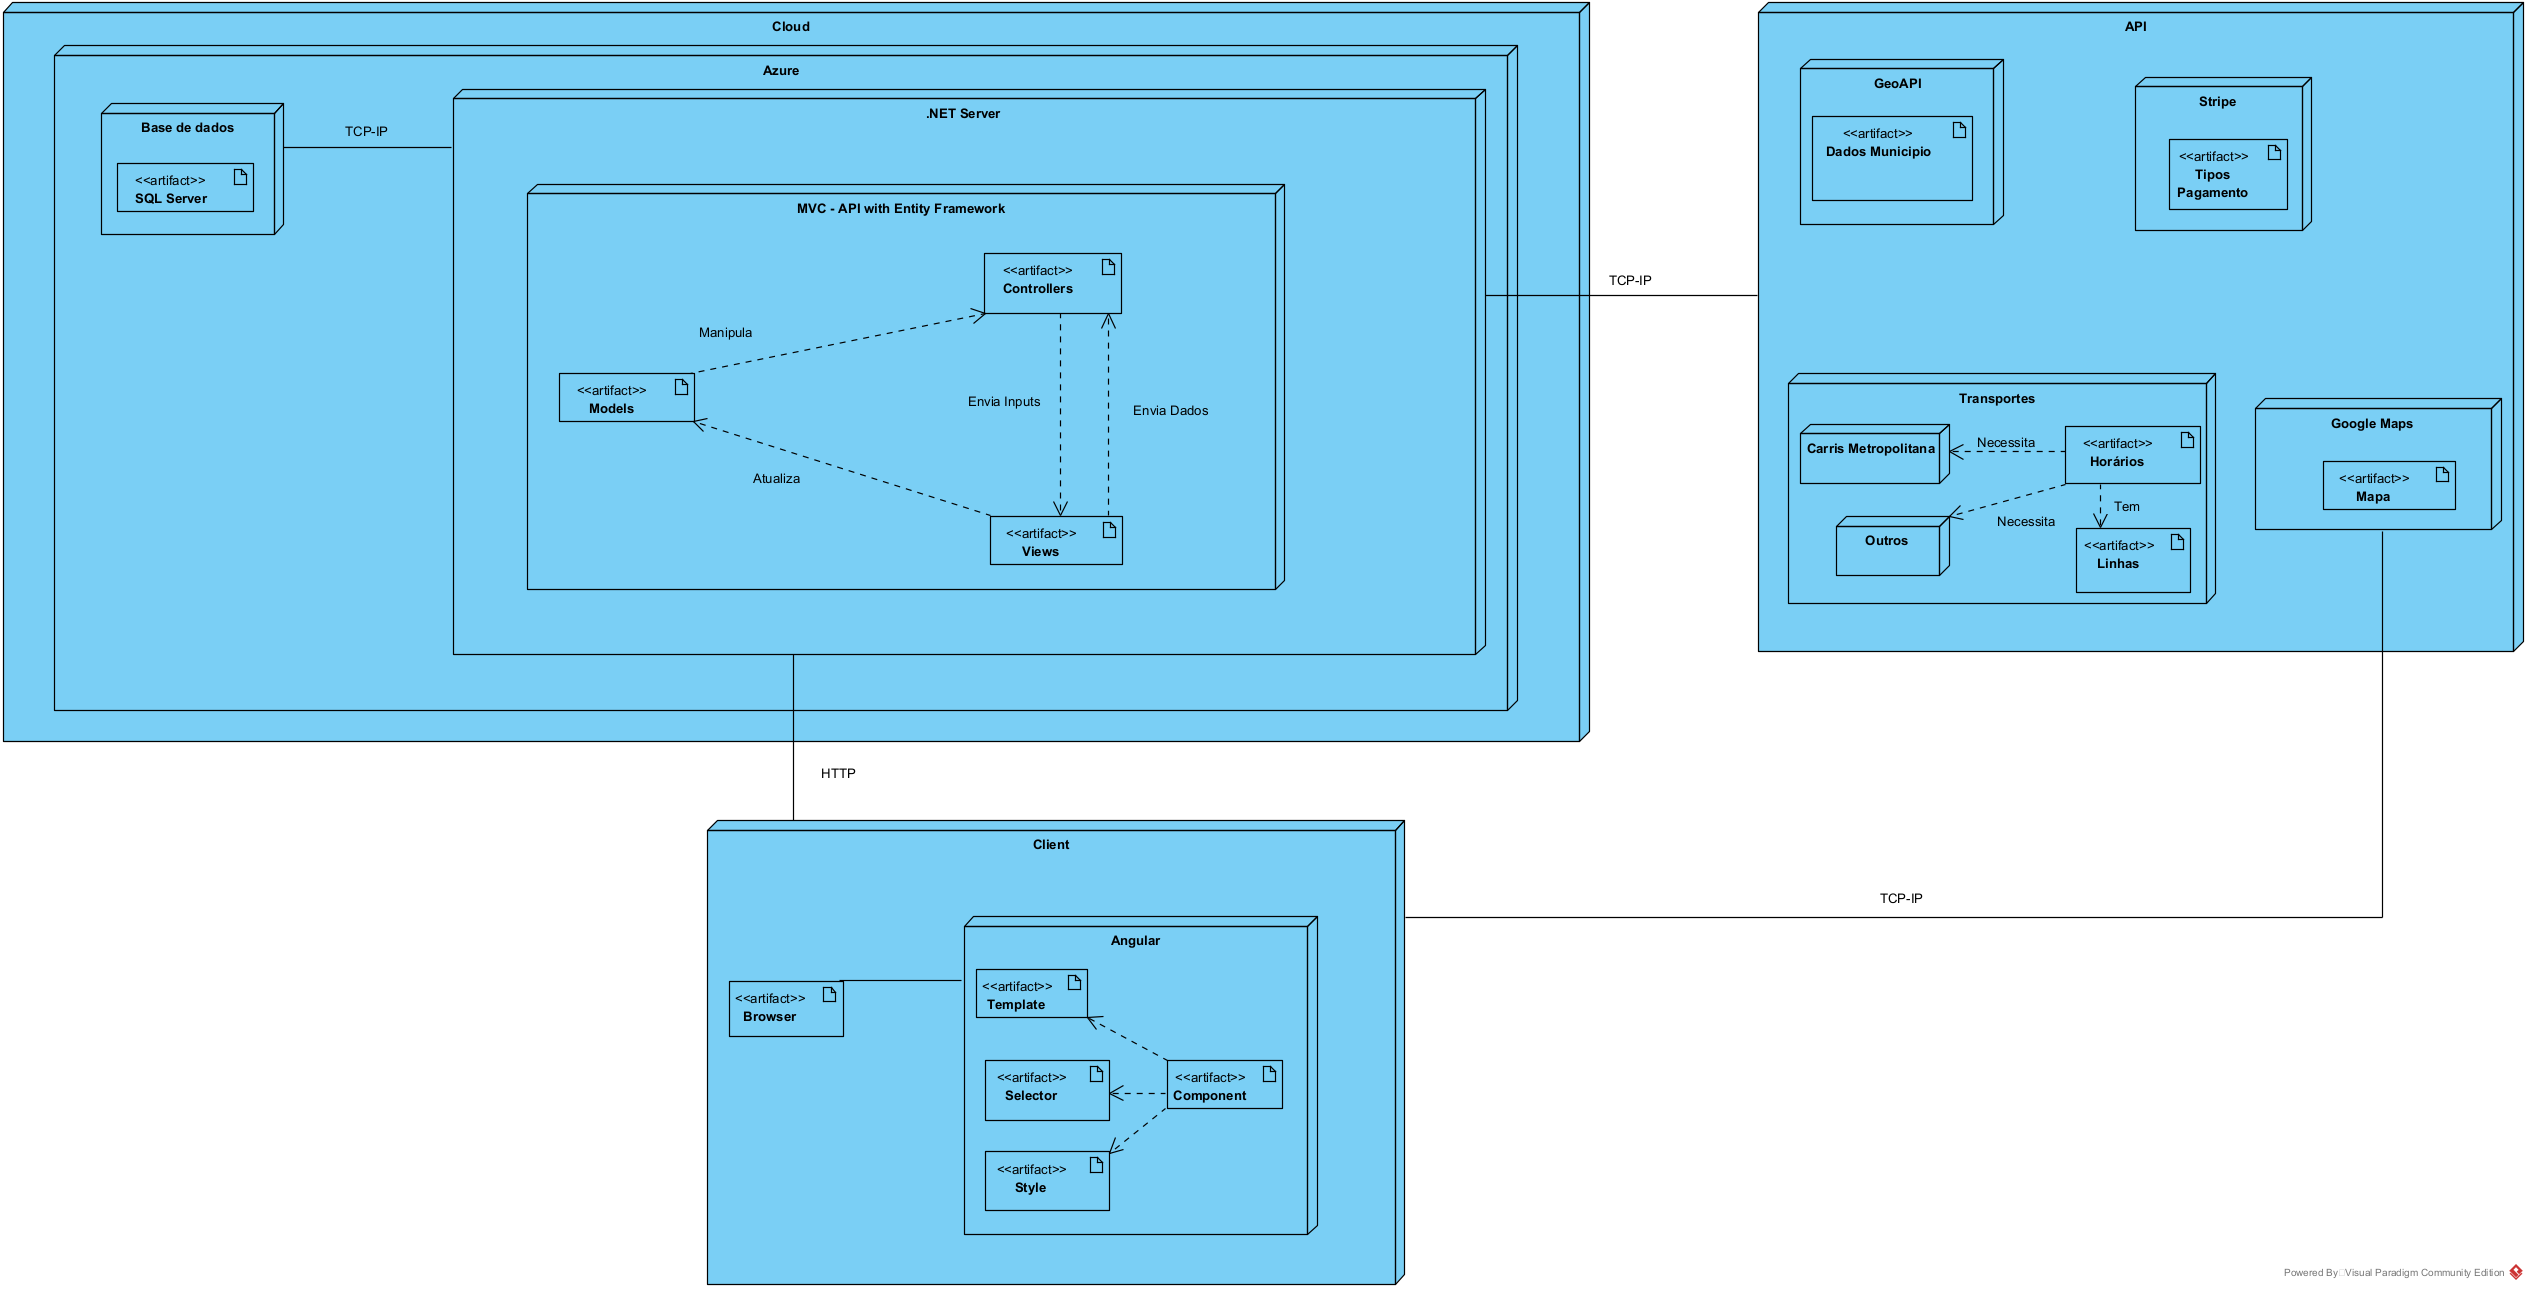 Cloud
Azure
Base de dados
<<artifact>>
SQL Server
TCP-IP
.NET Server
MVC - API with Entity Framework
<<artifact>>
Controllers
Manipula
<<artifact>>
Models
Envia Inputs
Envia Dados
Atualiza
<<artifact>>
Views
TCP-IP
API
GeoAPI
<<artifact>>
Dados Municipio
Stripe
<<artifact>>
Tipos
Pagamento
Transportes
Carris Metropolitana
Necessita
<<artifact>>
Horários
Necessita
Tem
Outros
<<artifact>>
Linhas
Google Maps
<<artifact>>
Mapa
HTTP
TCP-IP
Client
<<artifact>>
Browser
Angular
<<artifact>>
Template
<<artifact>>
Selector
<<artifact>>
Component
<<artifact>>
Style
Powered By Visual Paradigm Community Edition